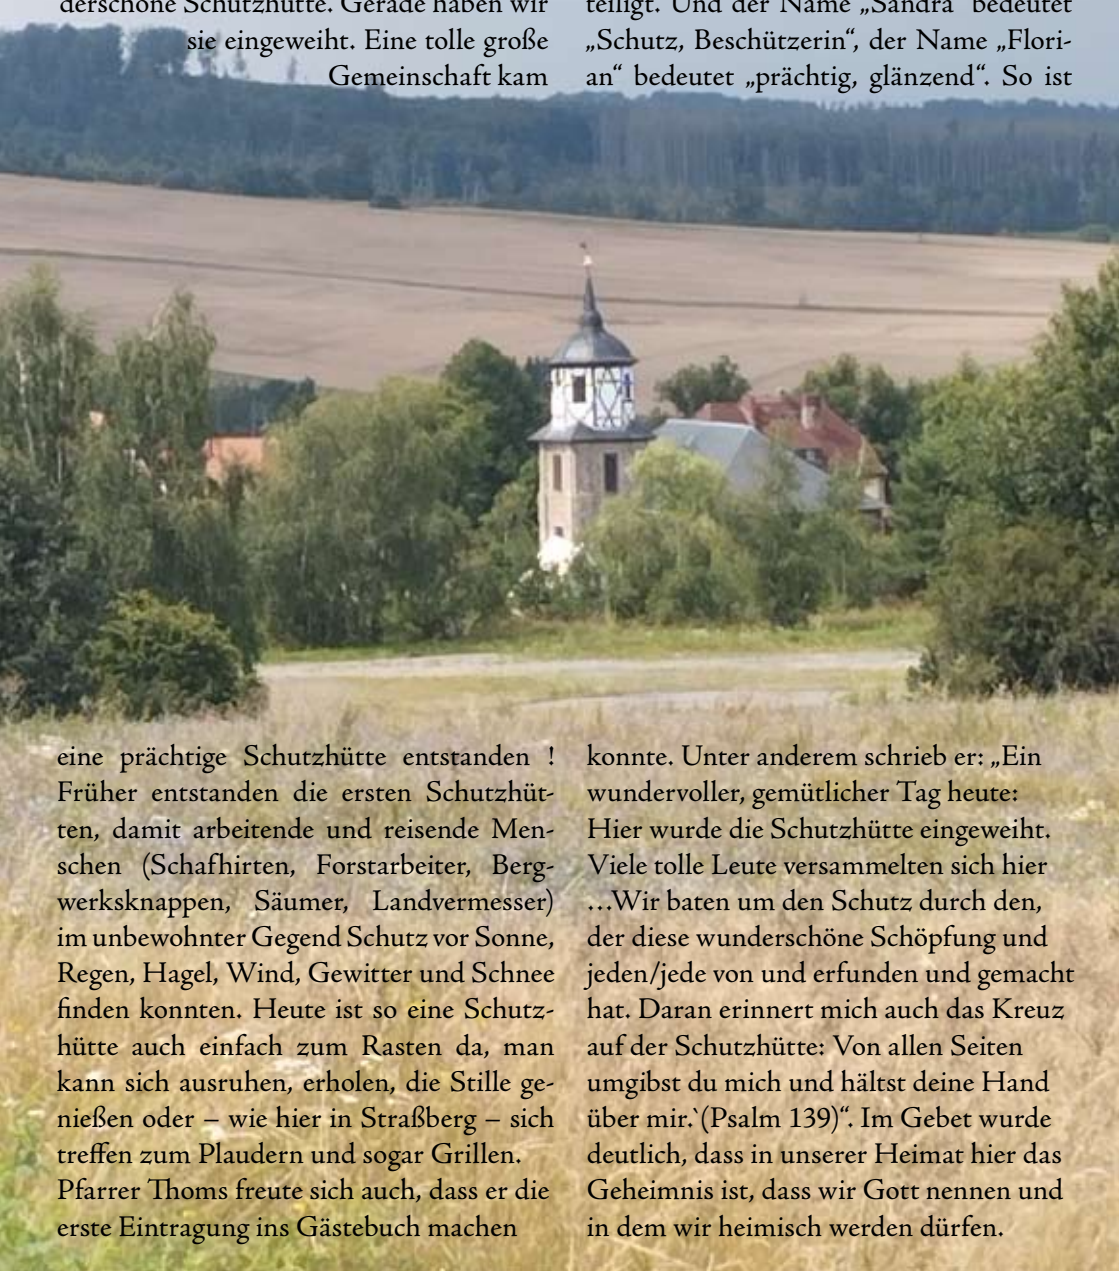 derschöne Schutzhütte. Gerade haben wir
sie eingeweiht. Eine tolle große
Gemeinschaft kam
teiligt. Und der Name „Sandra“ bedeutet
„Schutz, Beschützerin“, der Name „Flori-
an“ bedeutet „prächtig, glänzend“. So ist
eine prächtige Schutzhütte entstanden !
Früher entstanden die ersten Schutzhüt-
ten, damit arbeitende und reisende Men-
schen (Schafhirten, Forstarbeiter, Berg-
werksknappen, Säumer, Landvermesser)
im unbewohnter Gegend Schutz vor Sonne,
Regen, Hagel, Wind, Gewitter und Schnee
finden konnten. Heute ist so eine Schutz-
hütte auch einfach zum Rasten da, man
kann sich ausruhen, erholen, die Stille ge-
nießen oder – wie hier in Straßberg – sich
treffen zum Plaudern und sogar Grillen.
Pfarrer Thoms freute sich auch, dass er die
erste Eintragung ins Gästebuch machen
konnte. Unter anderem schrieb er: „Ein
wundervoller, gemütlicher Tag heute:
Hier wurde die Schutzhütte eingeweiht.
Viele tolle Leute versammelten sich hier
…Wir baten um den Schutz durch den,
der diese wunderschöne Schöpfung und
jeden/jede von und erfunden und gemacht
hat. Daran erinnert mich auch das Kreuz
auf der Schutzhütte: Von allen Seiten
umgibst du mich und hältst deine Hand
über mir.`(Psalm 139)“. Im Gebet wurde
deutlich, dass in unserer Heimat hier das
Geheimnis ist, dass wir Gott nennen und
in dem wir heimisch werden dürfen.